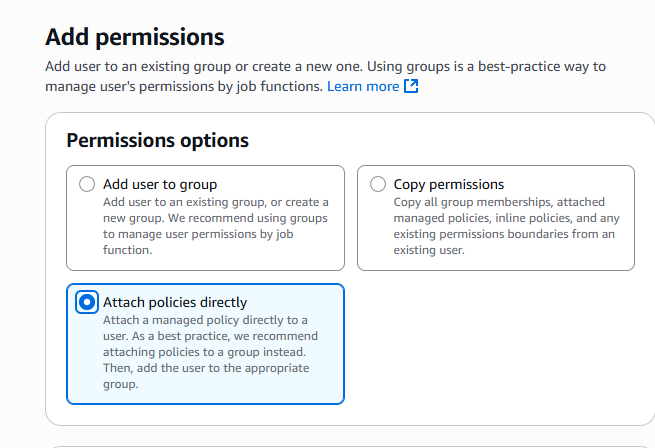 Add permissions
Add user to an existing group or create a new one. Using groups is a best-practice way to
manage user's permissions by job functions. Learn more
Permissions options
Add user to group
Add user to an existing group, or create a
new group. We recommend using groups
to manage user permissions by job
function.
Copy permissions
Copy all group memberships, attached
managed policies, inline policies, and any
existing permissions boundaries from an
existing user.
Attach policies directly
Attach a managed policy directly to a
user. As a best practice, we recommend
attaching policies to a group instead.
Then, add the user to the appropriate
group.